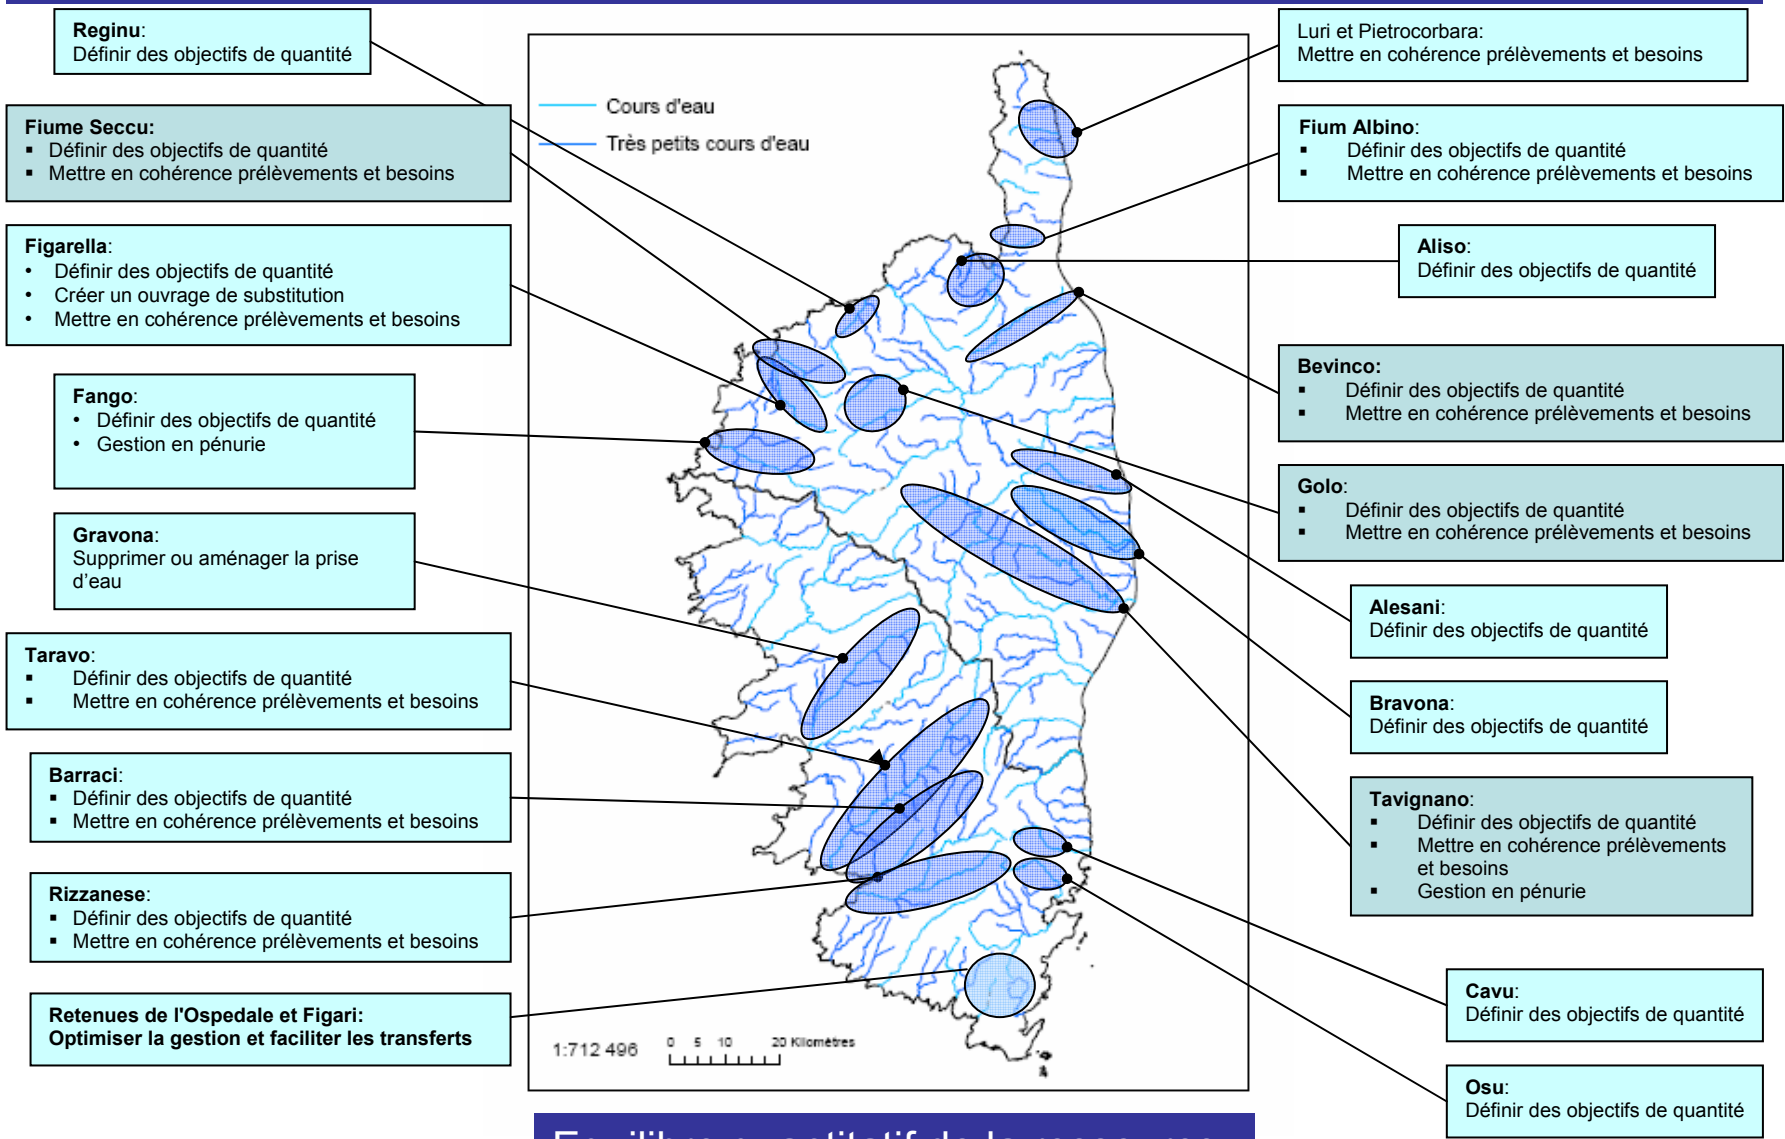 Reginu:
Définir des objectifs de quantité
Fiume Seccu:
▪ Définir des objectifs de quantité
▪ Mettre en cohérence prélèvements et besoins
Figarella:
• Définir des objectifs de quantité
• Créer un ouvrage de substitution
• Mettre en cohérence prélèvements et besoins
Fango:
• Définir des objectifs de quantité
• Gestion en pénurie
Gravona:
Supprimer ou aménager la prise
d’eau
Taravo:
▪ Définir des objectifs de quantité
▪ Mettre en cohérence prélèvements et besoins
Barraci:
▪ Définir des objectifs de quantité
▪ Mettre en cohérence prélèvements et besoins
Rizzanese:
▪ Définir des objectifs de quantité
▪ Mettre en cohérence prélèvements et besoins
Retenues de l'Ospedale et Figari:
Optimiser la gestion et faciliter les transferts
Cours d'eau
Très petits cours d'eau
1:712 496
0 5 10 20 Kilomètres
Luri et Pietrocorbara:
Mettre en cohérence prélèvements et besoins
Fium Albino:
▪ Définir des objectifs de quantité
▪ Mettre en cohérence prélèvements et besoins
Aliso:
Définir des objectifs de quantité
Bevinco:
▪ Définir des objectifs de quantité
▪ Mettre en cohérence prélèvements et besoins
Golo:
▪ Définir des objectifs de quantité
▪ Mettre en cohérence prélèvements et besoins
Alesani:
Définir des objectifs de quantité
Bravona:
Définir des objectifs de quantité
Tavignano:
▪ Définir des objectifs de quantité
▪ Mettre en cohérence prélèvements
et besoins
▪ Gestion en pénurie
Cavu:
Définir des objectifs de quantité
Osu:
Définir des objectifs de quantité
Equilibre quantitatif de la ressource